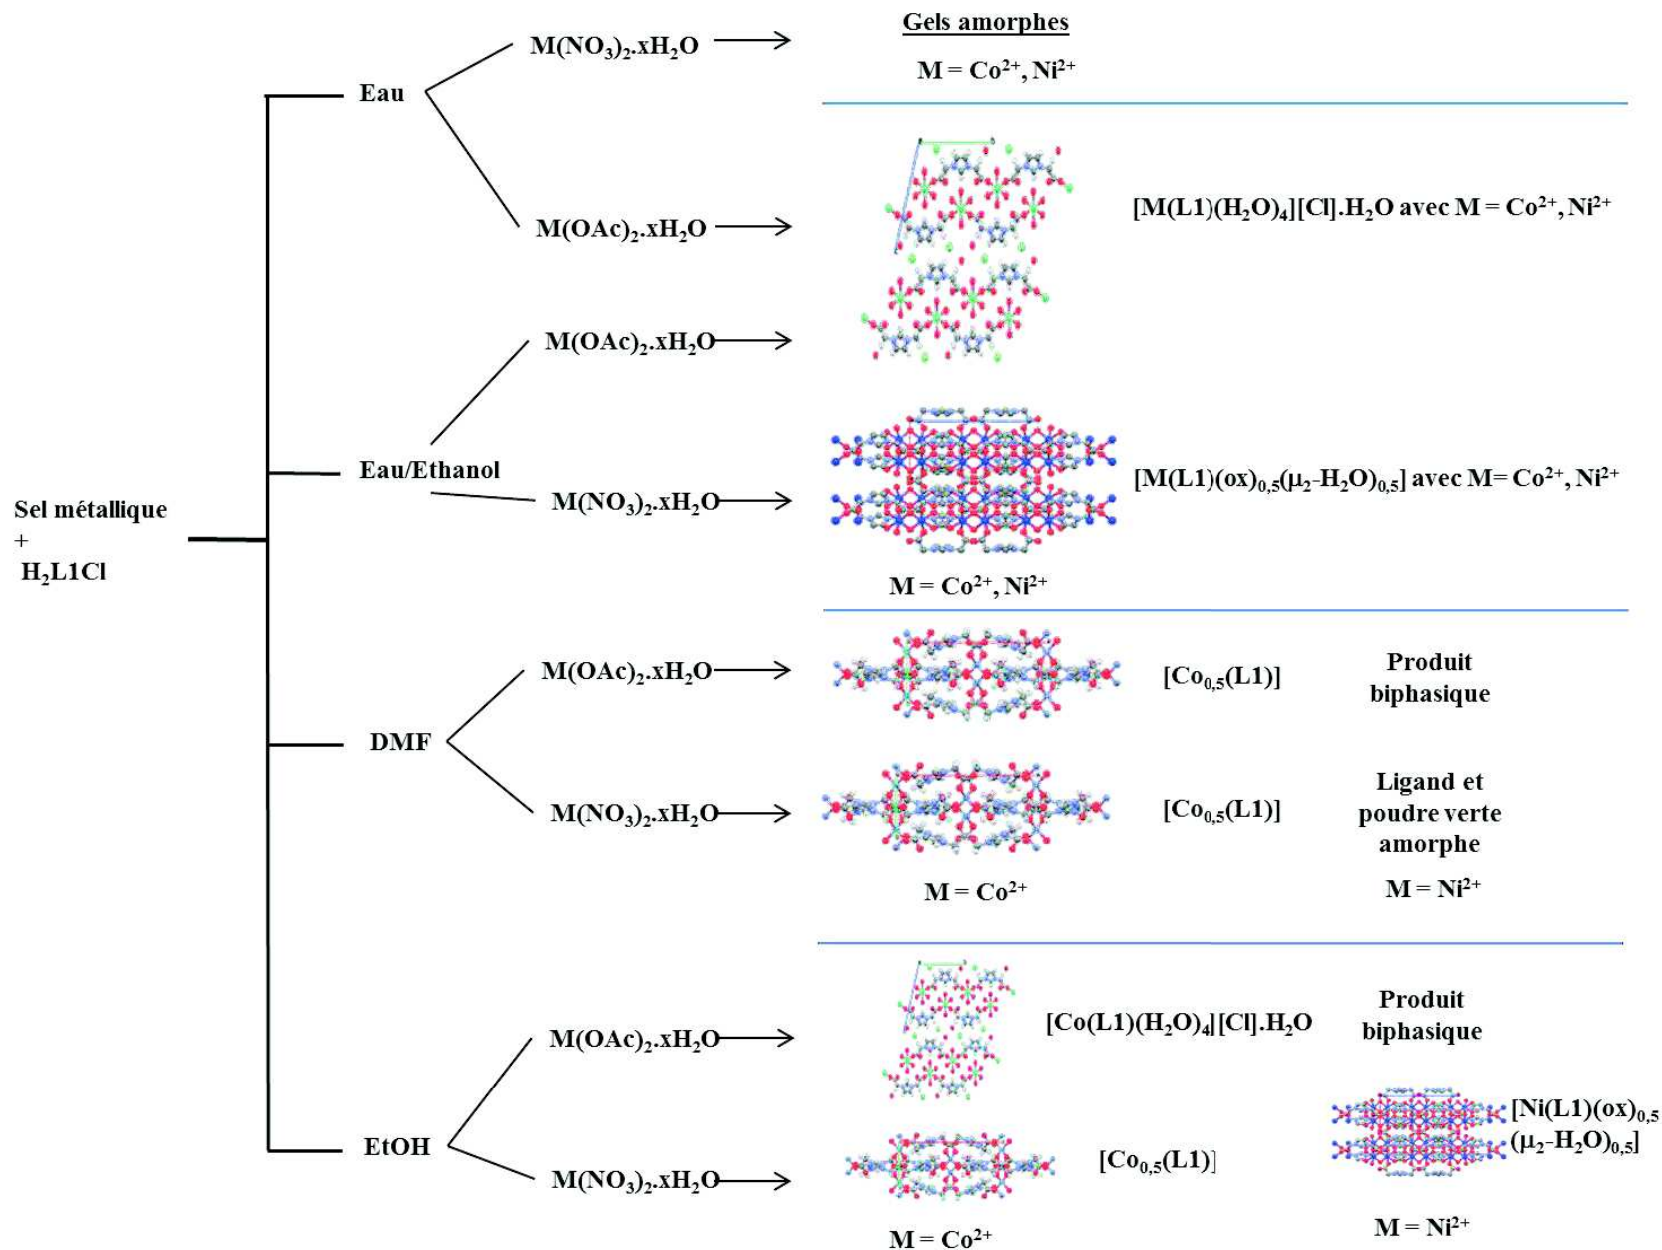 Gels amorphes
M(NO₃)₂.xH₂O
M = Co²⁺, Ni²⁺
Eau
M(OAc)₂.xH₂O
[M(L1)(H₂O)₄][Cl].H₂O avec M = Co²⁺, Ni²⁺
M(OAc)₂.xH₂O
Eau/Ethanol
M(NO₃)₂.xH₂O
[M(L1)(ox)₀,₅(μ₂-H₂O)₀,₅] avec M= Co²⁺, Ni²⁺
M = Co²⁺, Ni²⁺
Sel métallique
+
H₂L1Cl
M(OAc)₂.xH₂O
[Co₀,₅(L1)]
Produit
biphasique
DMF
M(NO₃)₂.xH₂O
[Co₀,₅(L1)]
Ligand et
poudre verte
amorphe
M = Co²⁺
M = Ni²⁺
M(OAc)₂.xH₂O
[Co(L1)(H₂O)₄][Cl].H₂O
Produit
biphasique
EtOH
M(NO₃)₂.xH₂O
[Co₀,₅(L1)]
[Ni(L1)(ox)₀,₅
(μ₂-H₂O)₀,₅]
M = Co²⁺
M = Ni²⁺